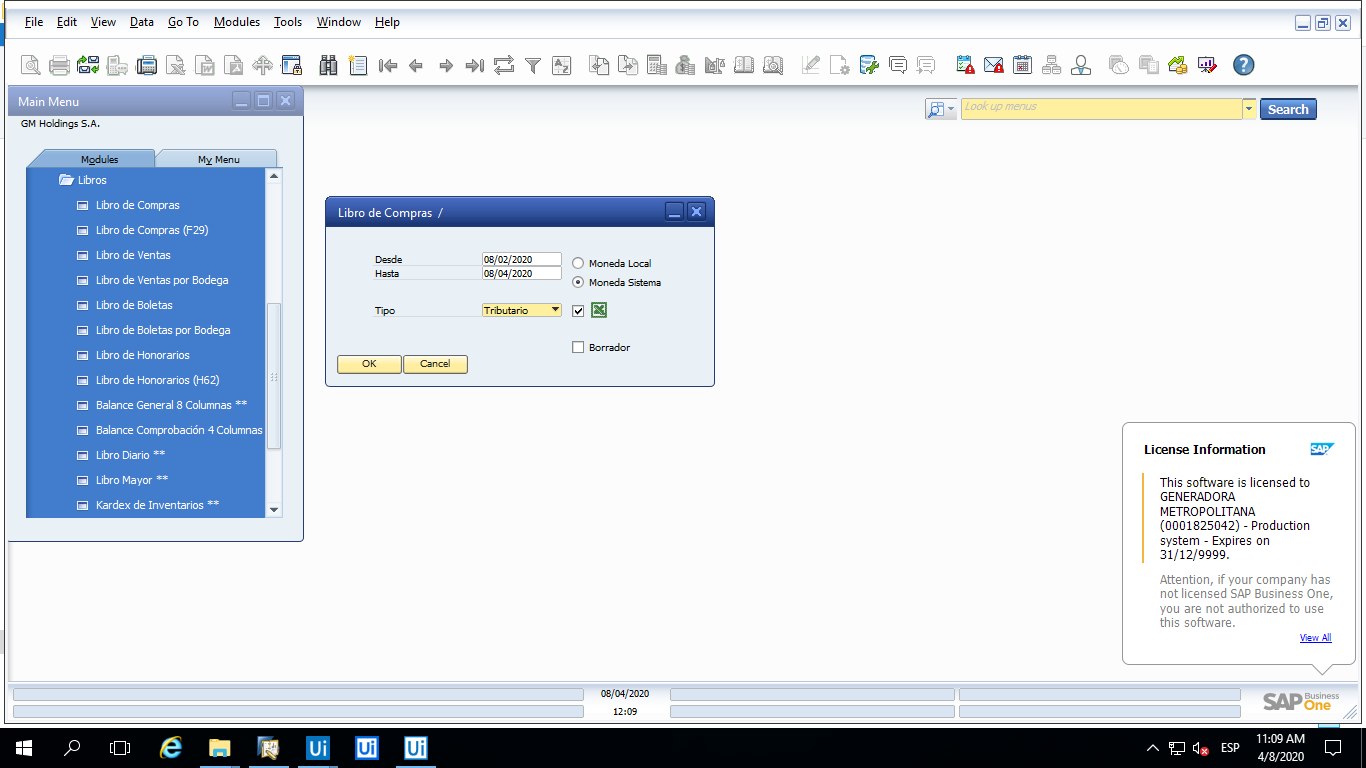 File Edit View Data Go To Modules Tools Window Help
Main Menu
GM Holdings S.A.
Look up menus
Search
Modules
My Menu
Libros
Libro de Compras
Libro de Compras (F29)
Libro de Ventas
Libro de Ventas por Bodega
Libro de Boletas
Libro de Boletas por Bodega
Libro de Honorarios
Libro de Honorarios (H62)
Balance General 8 Columnas **
Balance Comprobación 4 Columnas
Libro Diario **
Libro Mayor **
Kardex de Inventarios **
Libro de Compras /
Desde 08/02/2020
Hasta 08/04/2020
Moneda Local
Moneda Sistema
Tipo Tributario
Borrador
OK Cancel
License Information SAP
This software is licensed to
GENERADORA
METROPOLITANA
(0001825042) - Production
system - Expires on
31/12/9999.
Attention, if your company has
not licensed SAP Business One,
you are not authorized to use
this software.
View All
08/04/2020
12:09
SAP Business One
Ui Ui Ui
ESP
11:09 AM
4/8/2020